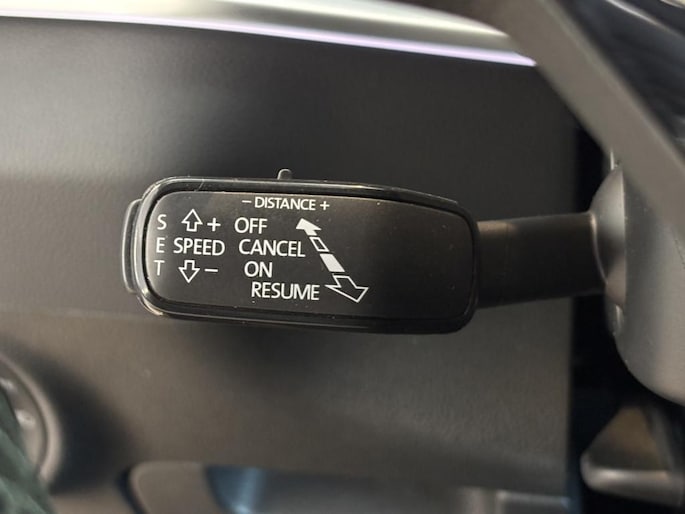 - DISTANCE +
S + OFF
E SPEED CANCEL
T - ON
RESUME